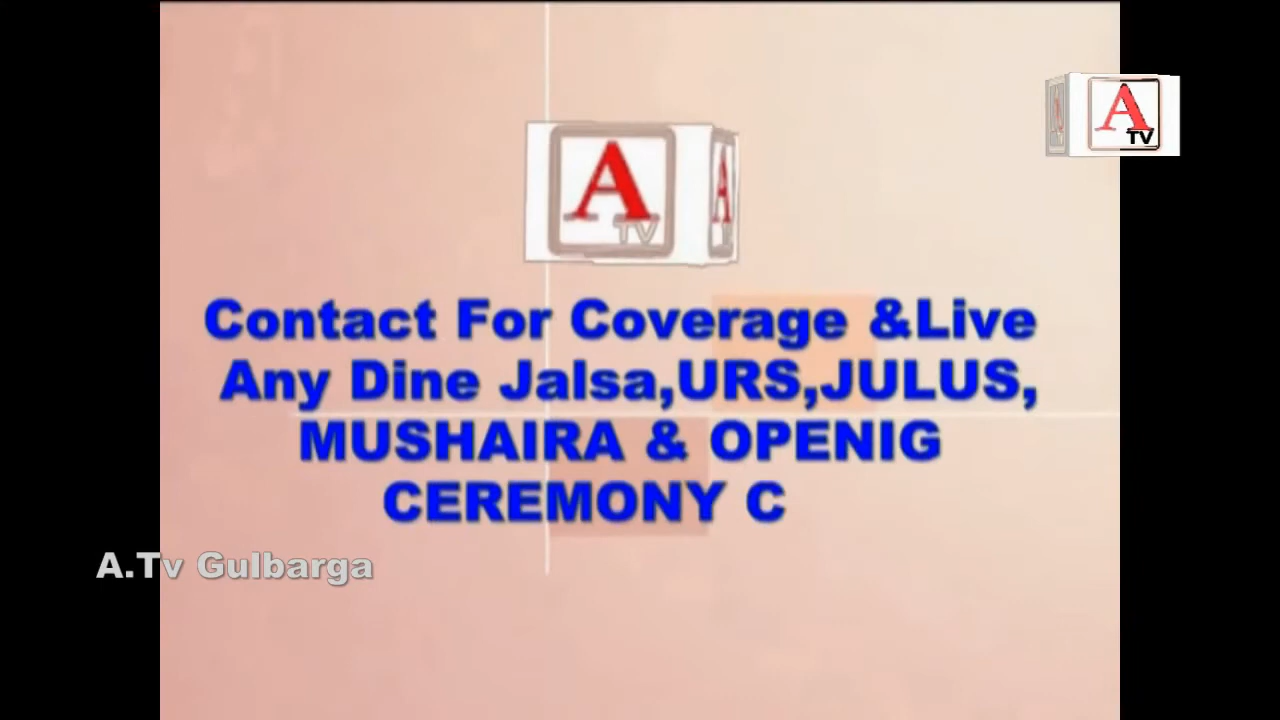 A
TV
A
A
TV
A
Contact For Coverage &Live
Any Dine Jalsa,URS,JULUS,
MUSHAIRA & OPENIG
CEREMONY C
A.Tv Gulbarga